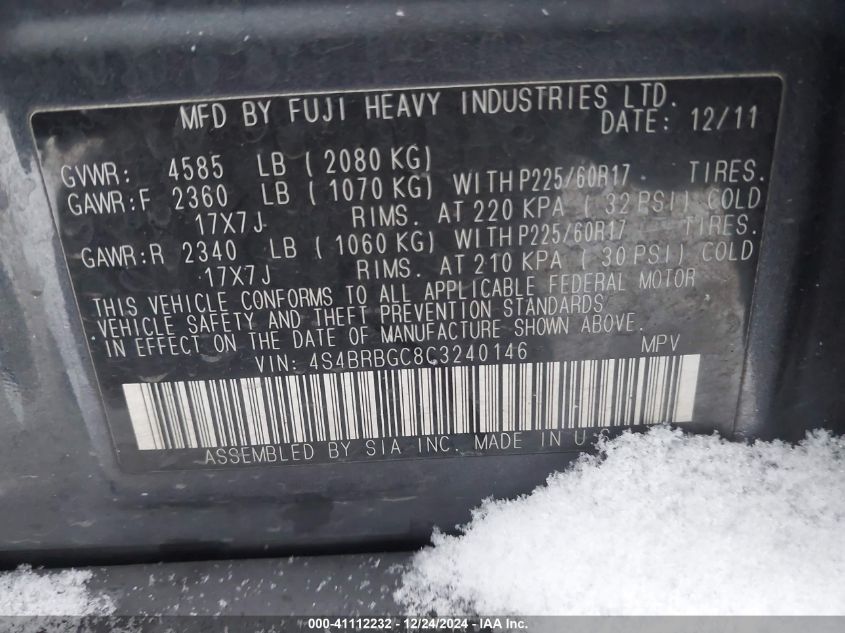 MFD BY FUJI HEAVY INDUSTRIES LTD.
DATE: 12/11
GVWR: 4585 LB ( 2080 KG)
GAWR:F 2360 LB ( 1070 KG) WITH P225/60R17 TIRES.
17X7J RIMS. AT 220 KPA ( 32 PSI) COLD
GAWR:R 2340 LB ( 1060 KG) WITH P225/60R17 TIRES.
17X7J RIMS. AT 210 KPA ( 30 PSI) COLD
THIS VEHICLE CONFORMS TO ALL APPLICABLE FEDERAL MOTOR
VEHICLE SAFETY AND THEFT PREVENTION STANDARDS
IN EFFECT ON THE DATE OF MANUFACTURE SHOWN ABOVE.
VIN: 4S4BRBGC8C3240146 MPV
ASSEMBLED BY SIA INC. MADE IN U.S
000-41112232 - 12/24/2024 - IAA Inc.